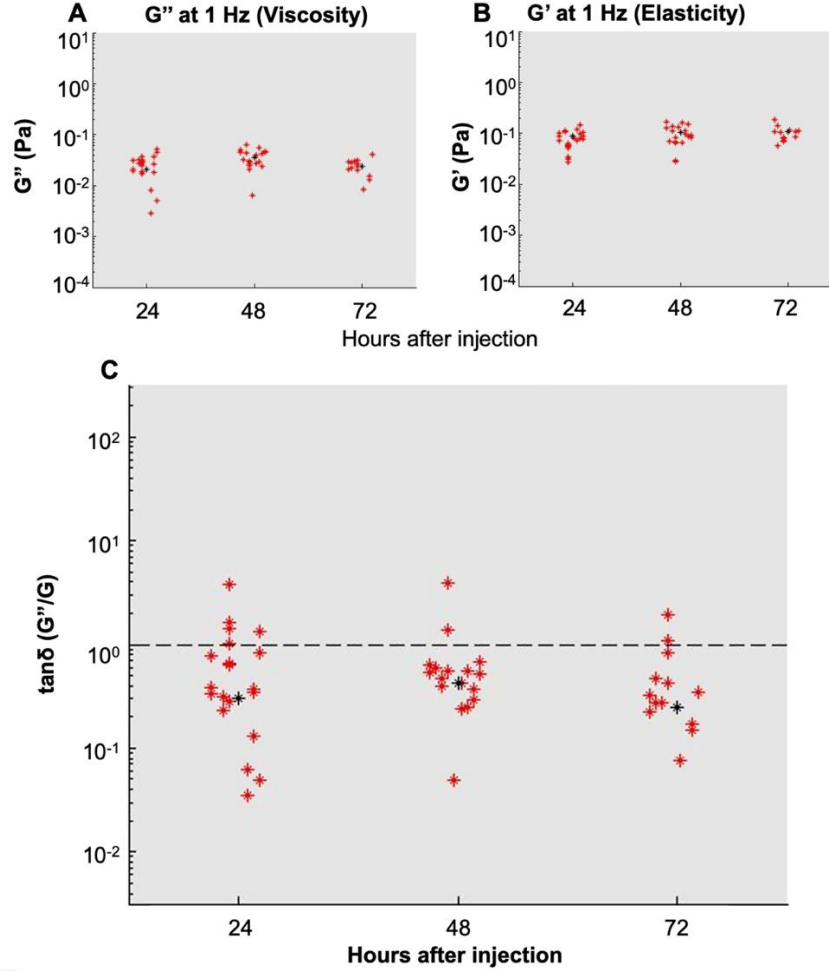 A
G’’ at 1 Hz (Viscosity)
10¹
10⁰
10⁻¹
10⁻²
10⁻³
10⁻⁴
G’’ (Pa)
24 48 72
B
G’ at 1 Hz (Elasticity)
10¹
10⁰
10⁻¹
10⁻²
10⁻³
10⁻⁴
G’ (Pa)
24 48 72
Hours after injection
C
10²
10¹
10⁰
10⁻¹
10⁻²
tanδ (G’’/G)
24 48 72
Hours after injection